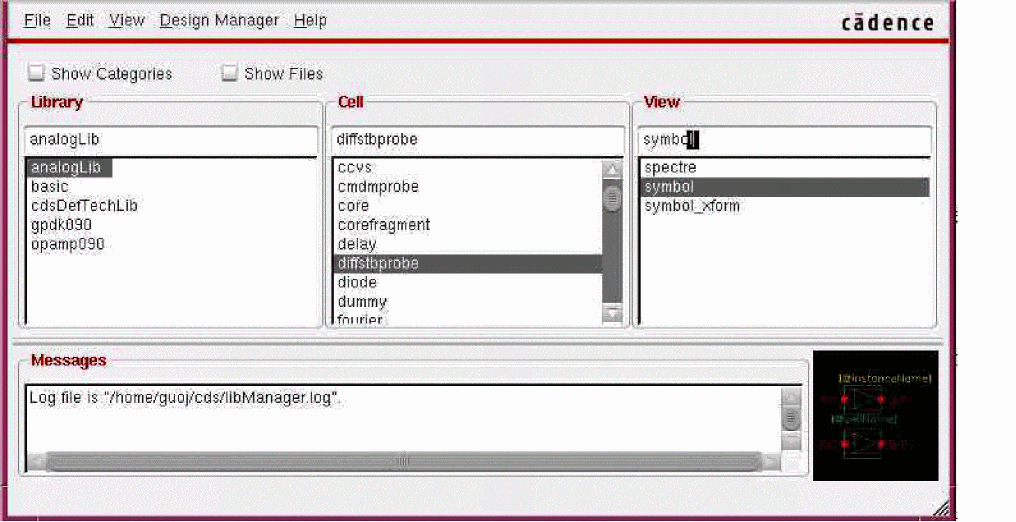 File Edit View Design Manager Help
cādence
Show Categories Show Files
Library
analogLib
analogLib
basic
cdsDefTechLib
gpdk090
opamp090
Cell
diffstbprobe
ccvs
cmdmprobe
core
corefragment
delay
diffstbprobe
diode
dummy
fourier
View
symbol
spectre
symbol
symbol_xform
Messages
Log file is "/home/guoj/cds/libManager.log".
[@instanceName]